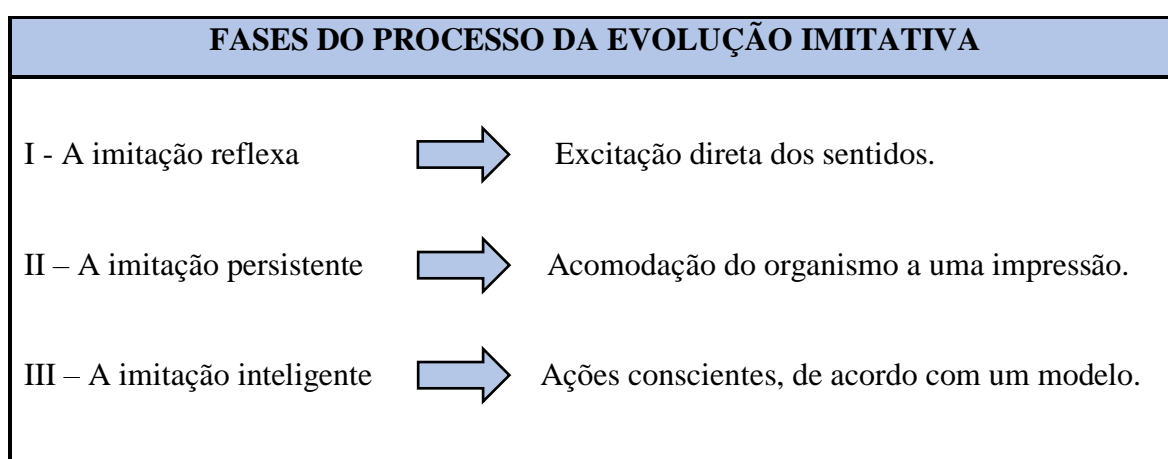 FASES DO PROCESSO DA EVOLUÇÃO IMITATIVA
I - A imitação reflexa Excitação direta dos sentidos.
II – A imitação persistente Acomodação do organismo a uma impressão.
III – A imitação inteligente Ações conscientes, de acordo com um modelo.